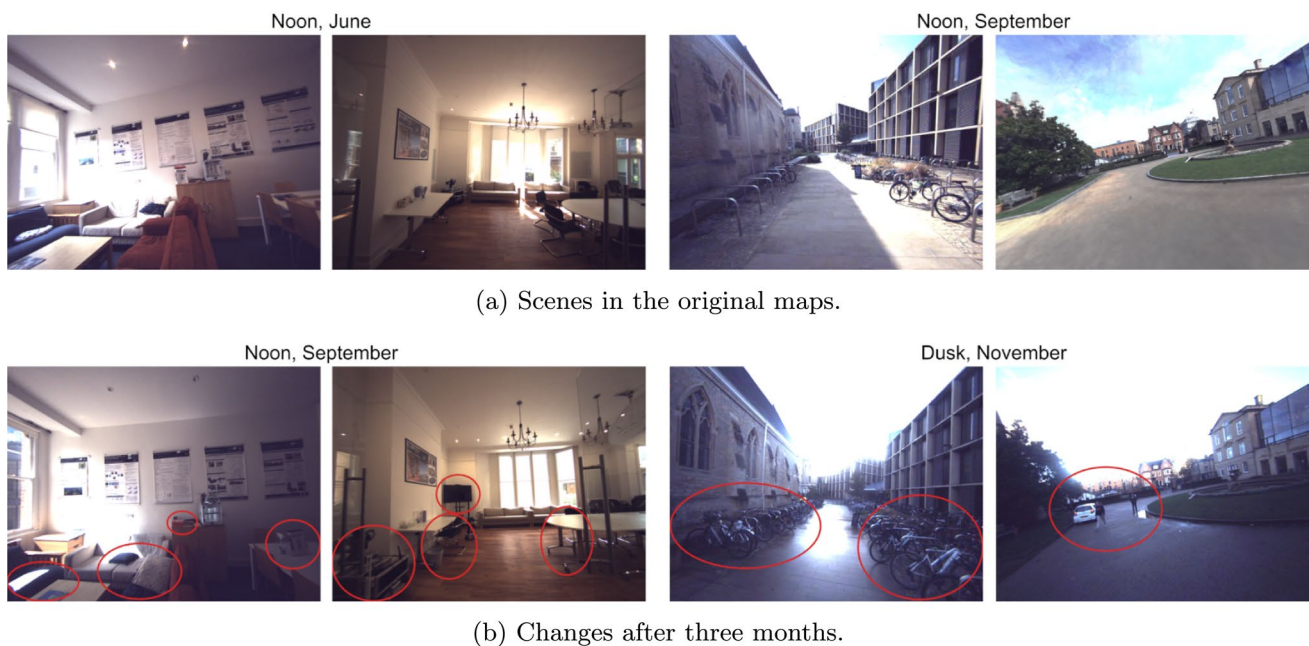 Noon, June
Noon, September
(a) Scenes in the original maps.
Noon, September
Dusk, November
(b) Changes after three months.